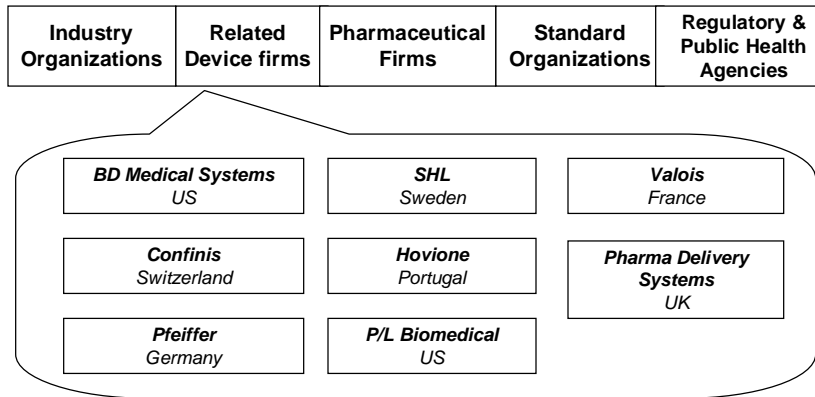 Industry
Organizations
Related
Device firms
Pharmaceutical
Firms
Standard
Organizations
Regulatory &
Public Health
Agencies
BD Medical Systems
US
SHL
Sweden
Valois
France
Confinis
Switzerland
Hovione
Portugal
Pharma Delivery
Systems
UK
Pfeiffer
Germany
P/L Biomedical
US